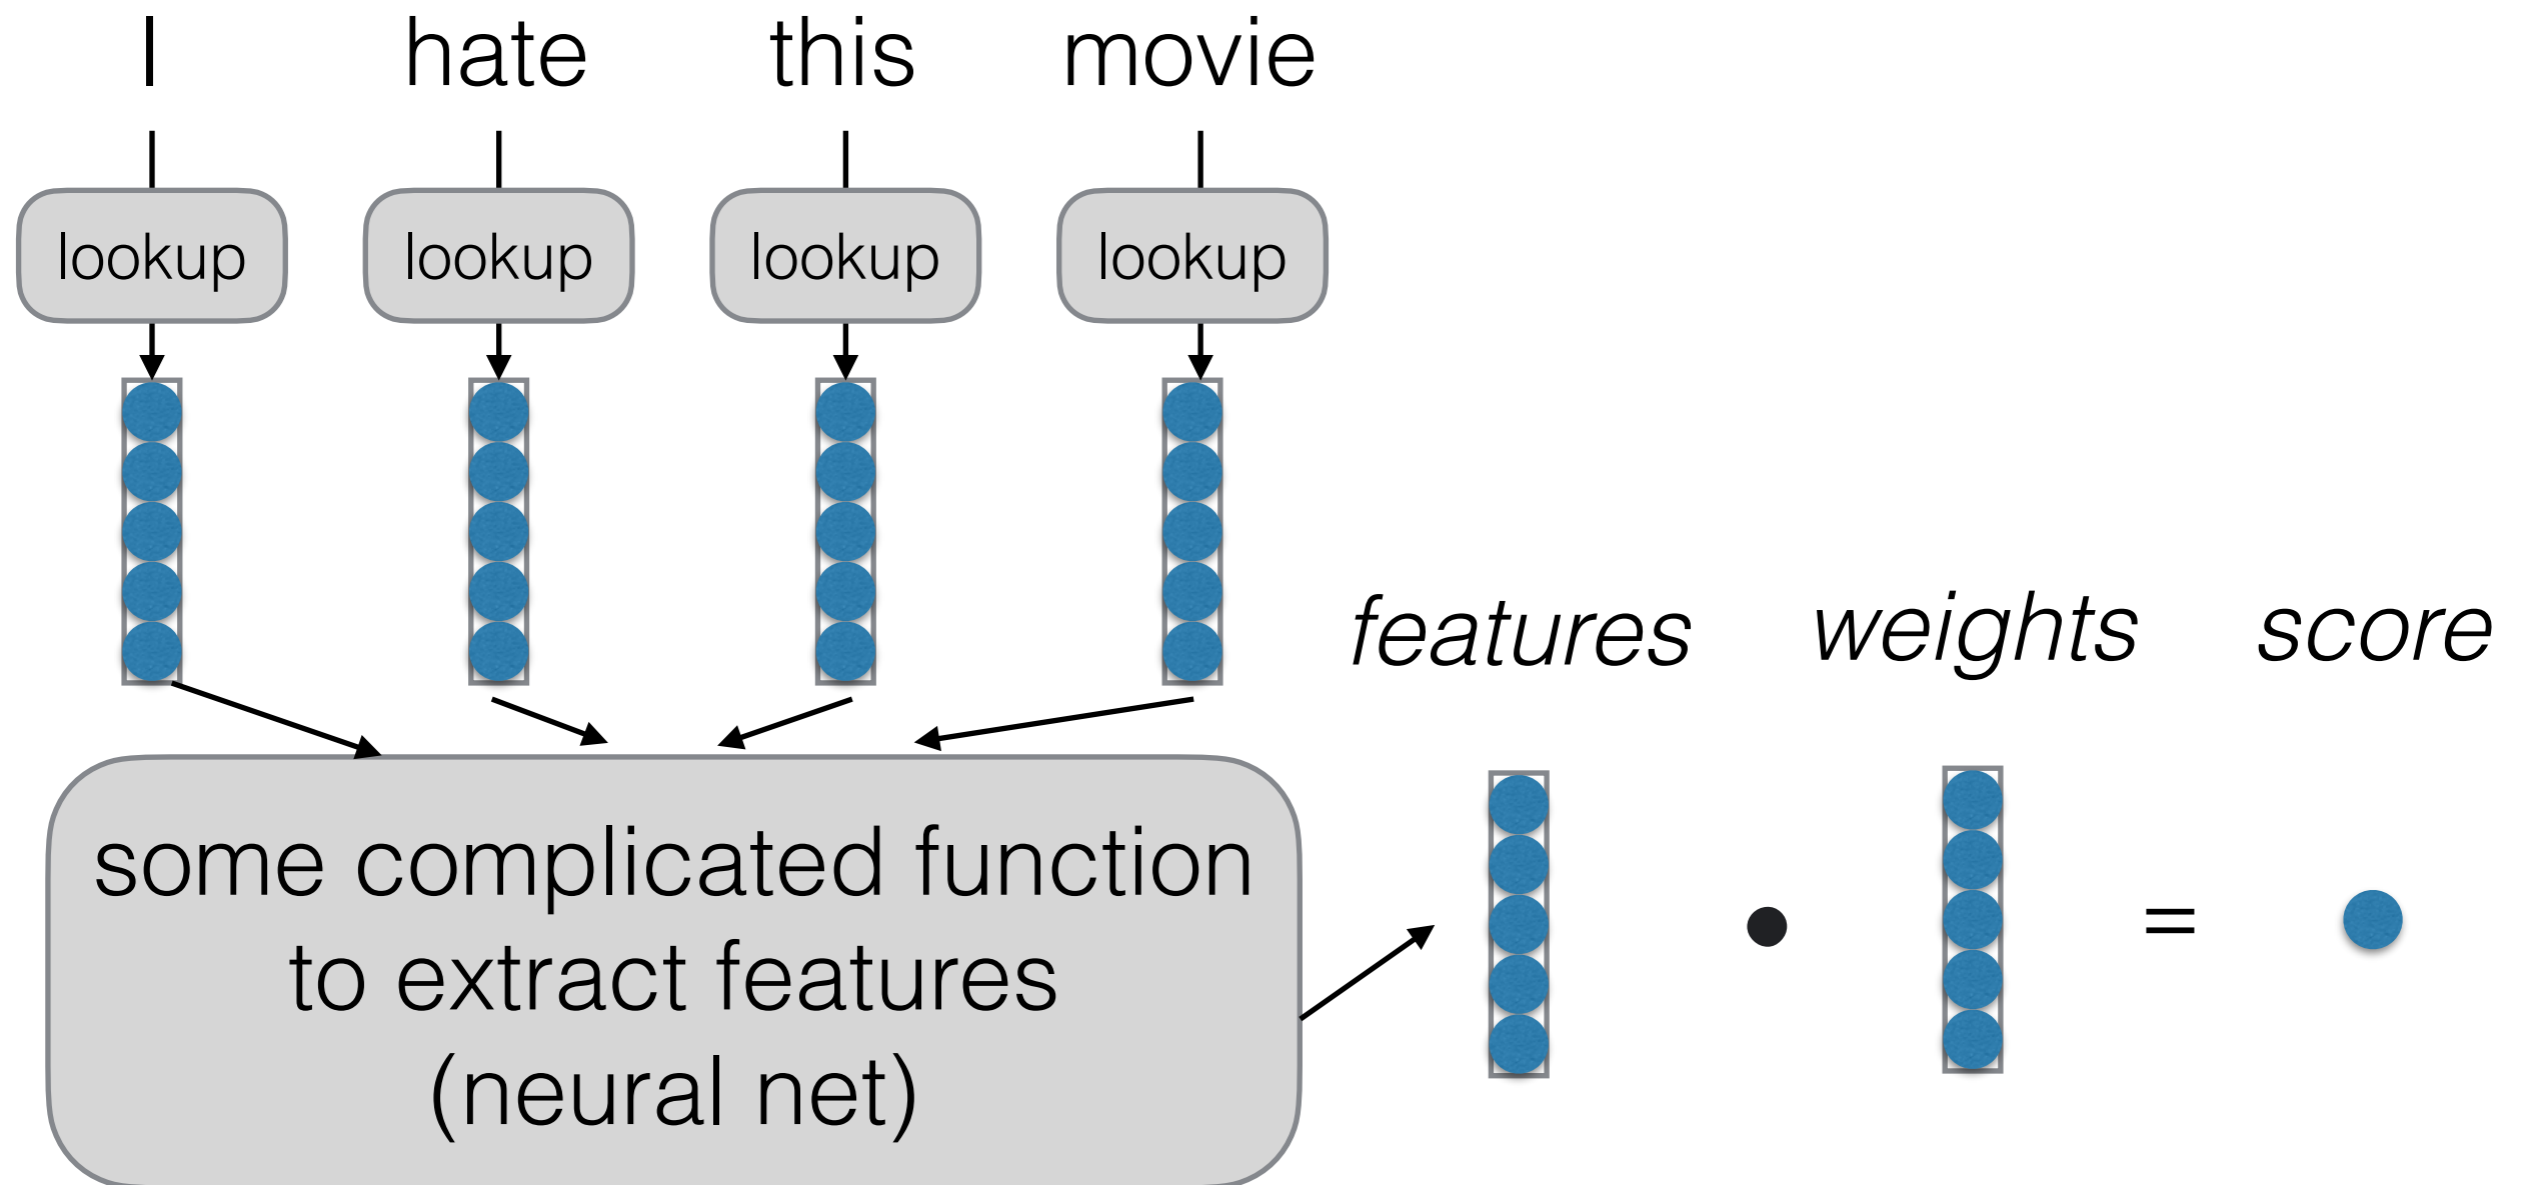 I hate this movie
lookup lookup lookup lookup
features weights score
some complicated function
to extract features
(neural net)
=